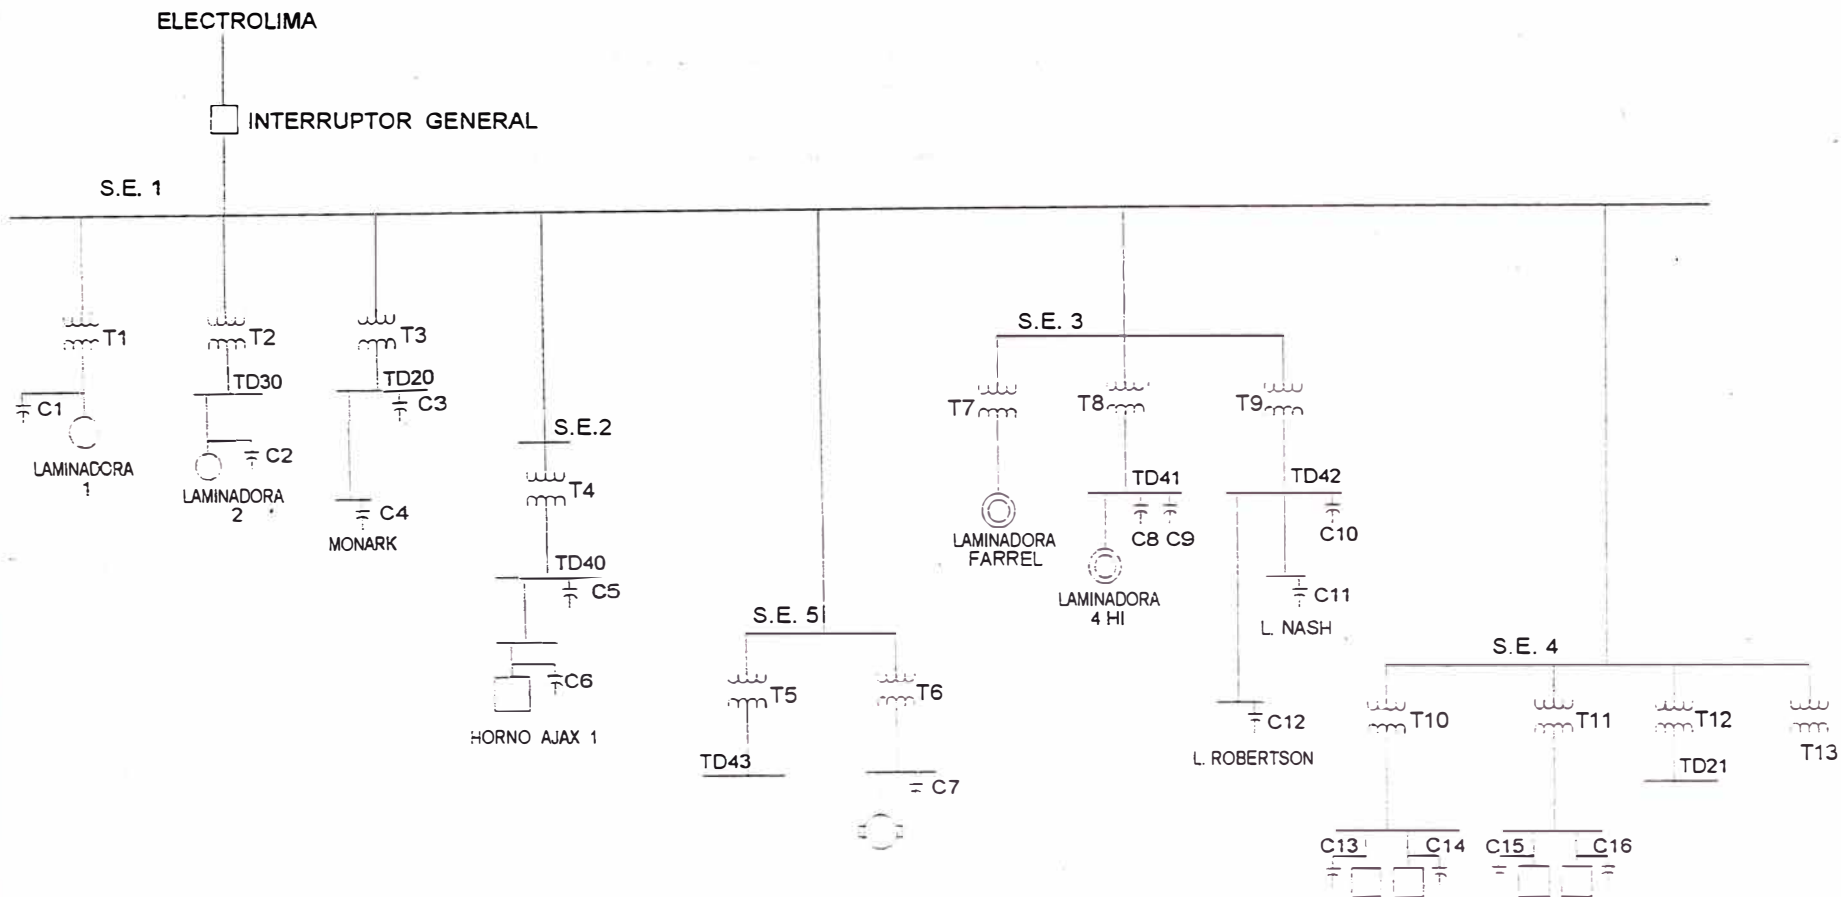 ELECTROLIMA
INTERRUPTOR GENERAL
S.E. 1
T1
T2
T3
TD30
TD20
C1
C2
C3
C4
LAMINADORA
1
LAMINADORA
2
MONARK
S.E.2
T4
TD40
C5
C6
HORNO AJAX 1
S.E. 5
T5
T6
TD43
C7
S.E. 3
T7
T8
T9
TD41
TD42
C8 C9
C10
C11
C12
LAMINADORA
FARREL
LAMINADORA
4 HI
L. NASH
L. ROBERTSON
S.E. 4
T10
T11
T12
T13
TD21
C13
C14
C15
C16